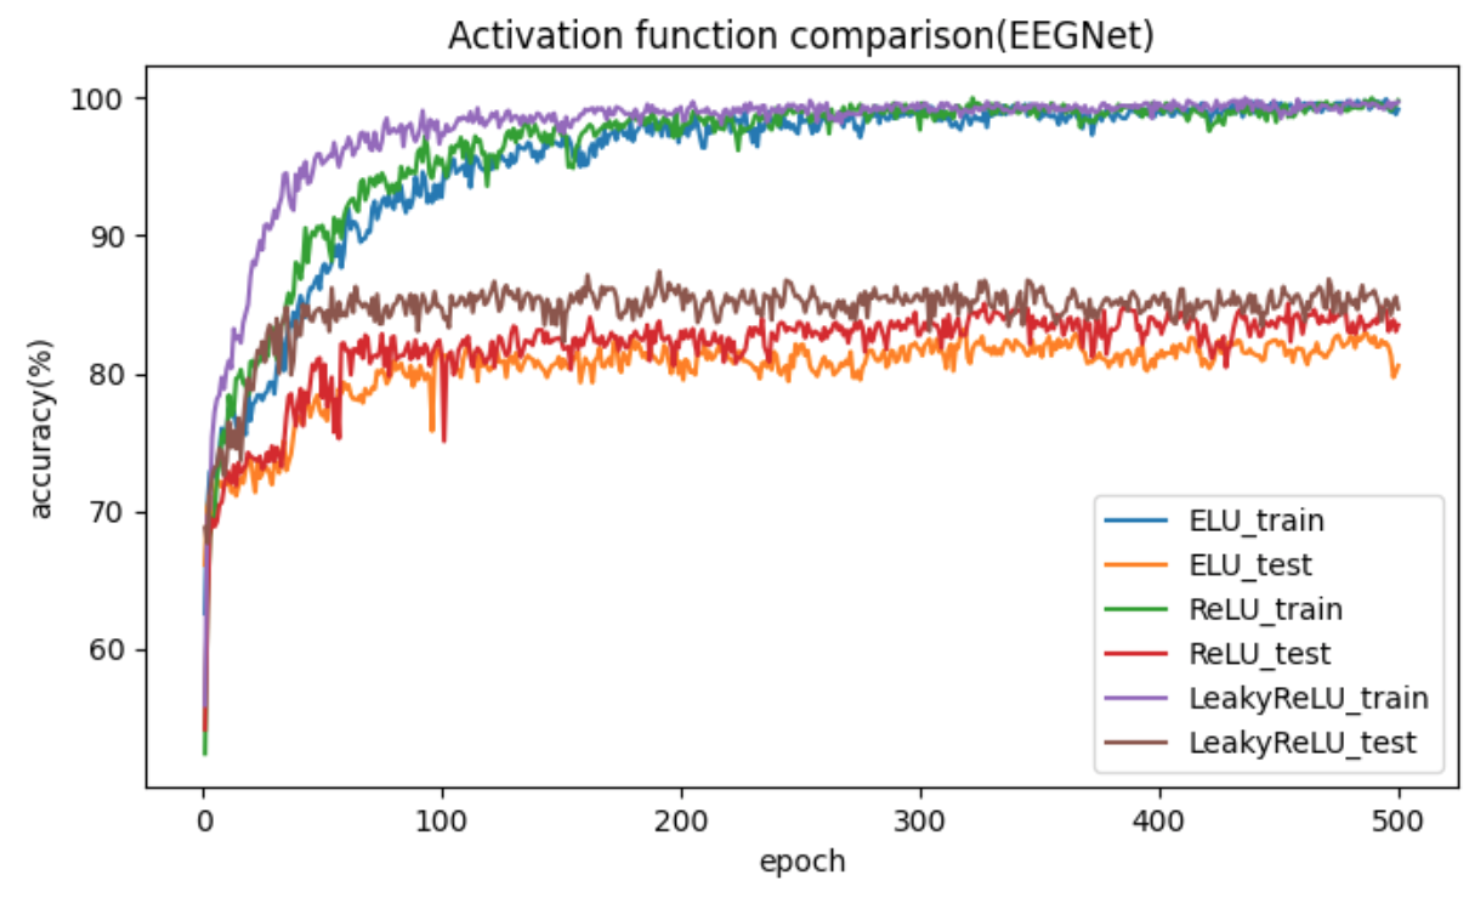 Activation function comparison(EEGNet)
accuracy(%)
100
90
80
70
60
ELU_train
ELU_test
ReLU_train
ReLU_test
LeakyReLU_train
LeakyReLU_test
0 100 200 300 400 500
epoch